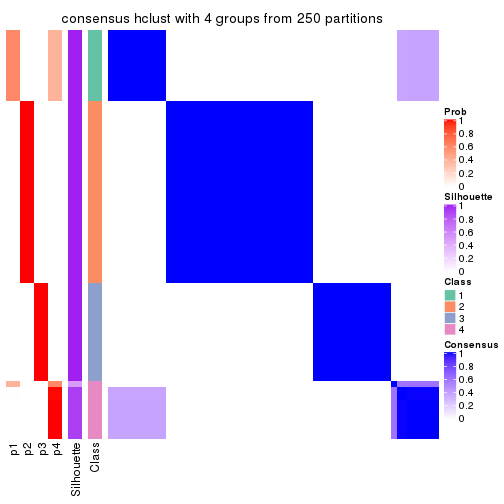 consensus hclust with 4 groups from 250 partitions
Prob
1
0.8
0.6
0.4
0.2
0
Silhouette
1
0.8
0.6
0.4
0.2
0
Class
1
2
3
4
Consensus
1
0.8
0.6
0.4
0.2
0
p1
p2
p3
p4
Silhouette
Class